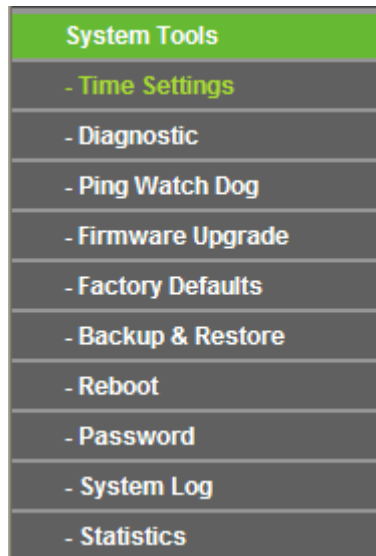 System Tools
- Time Settings
- Diagnostic
- Ping Watch Dog
- Firmware Upgrade
- Factory Defaults
- Backup & Restore
- Reboot
- Password
- System Log
- Statistics